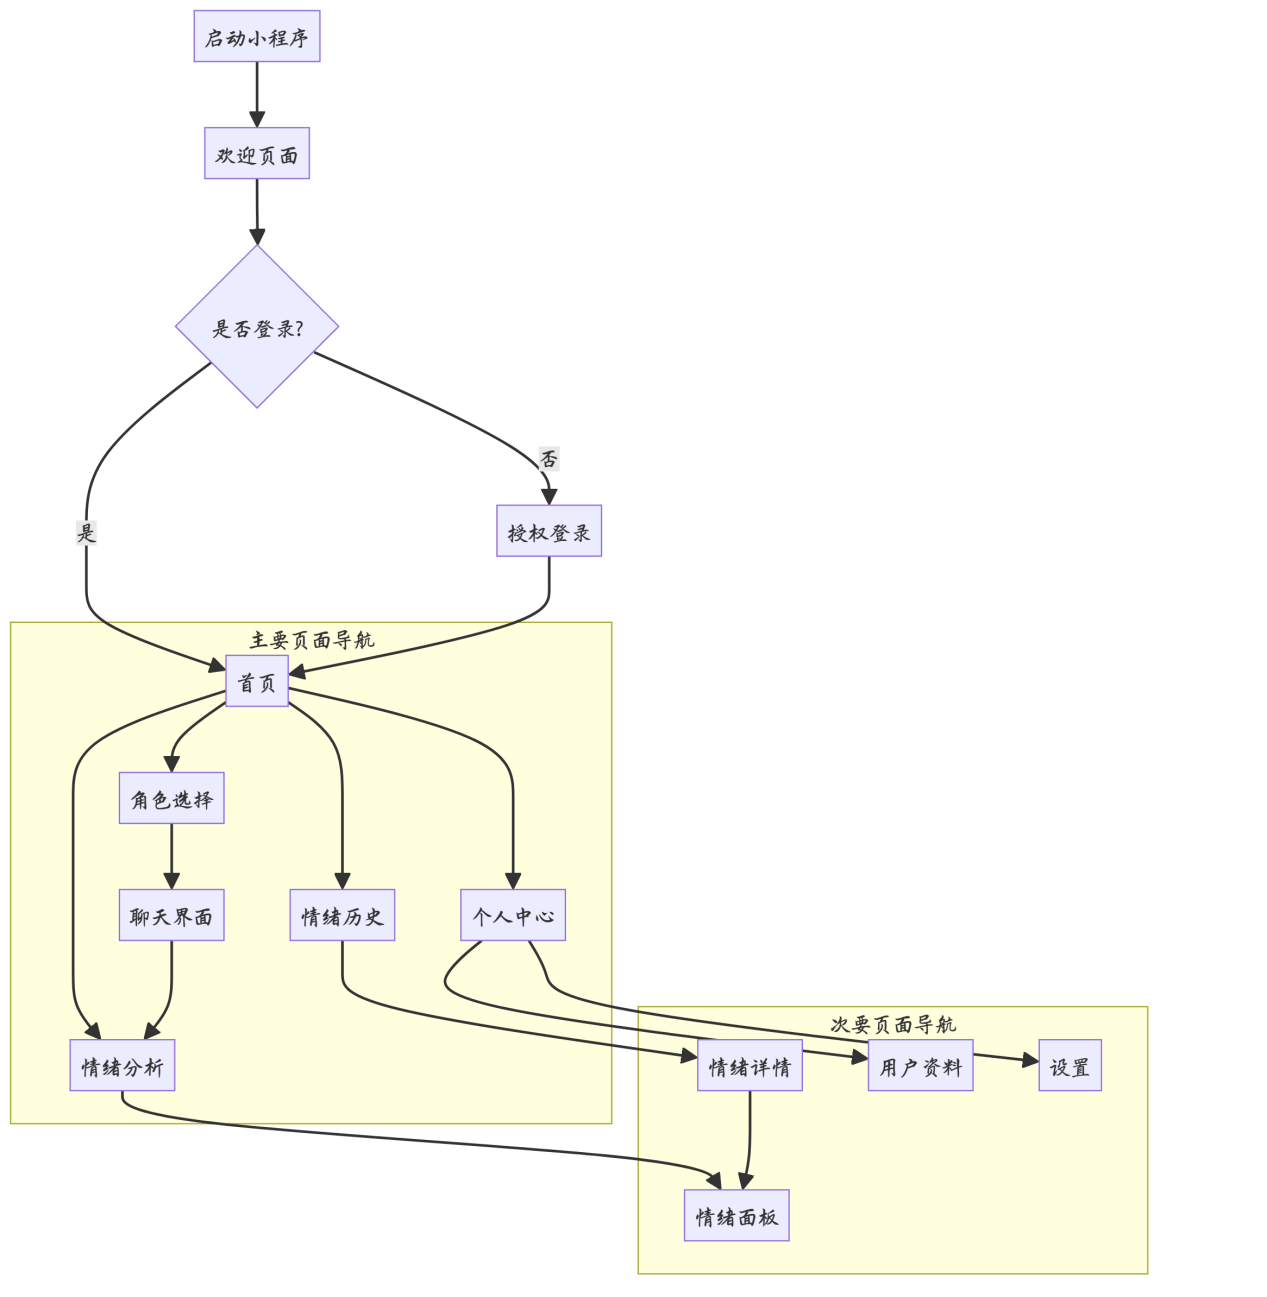 启动小程序
欢迎页面
是否登录?
否
是
授权登录
主要页面导航
首页
角色选择
聊天界面
情绪历史
个人中心
情绪分析
次要页面导航
情绪详情
用户资料
设置
情绪面板